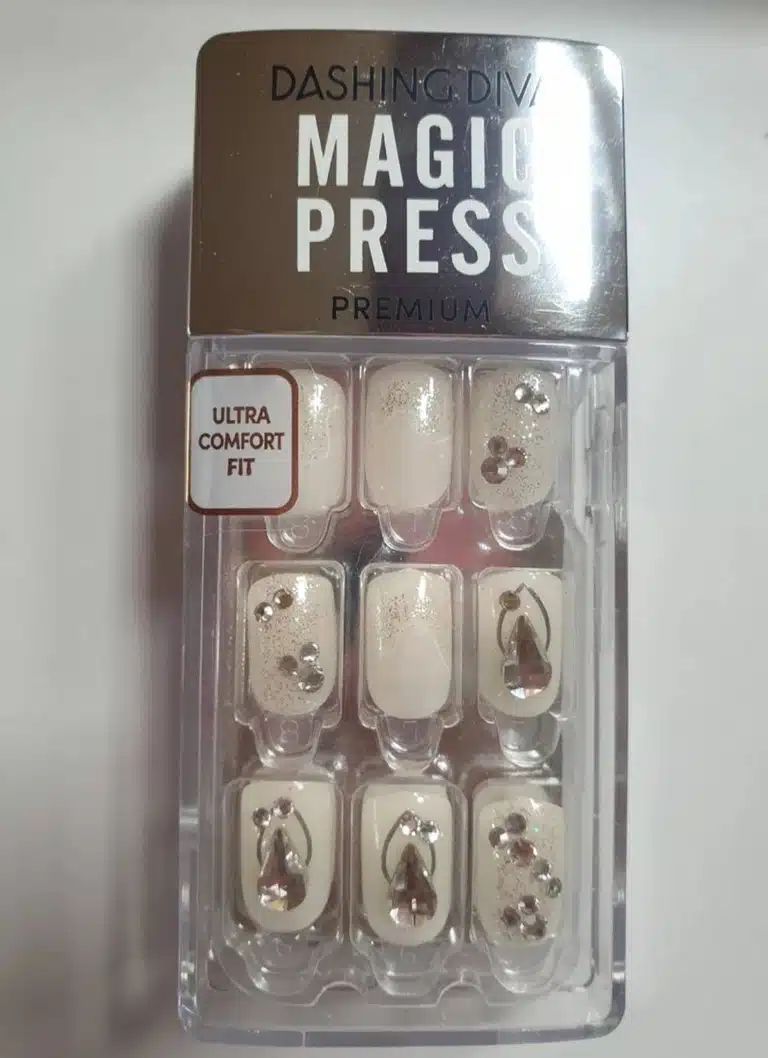 DASHING DIVA
MAGIC
PRESS
PREMIUM
ULTRA
COMFORT
FIT